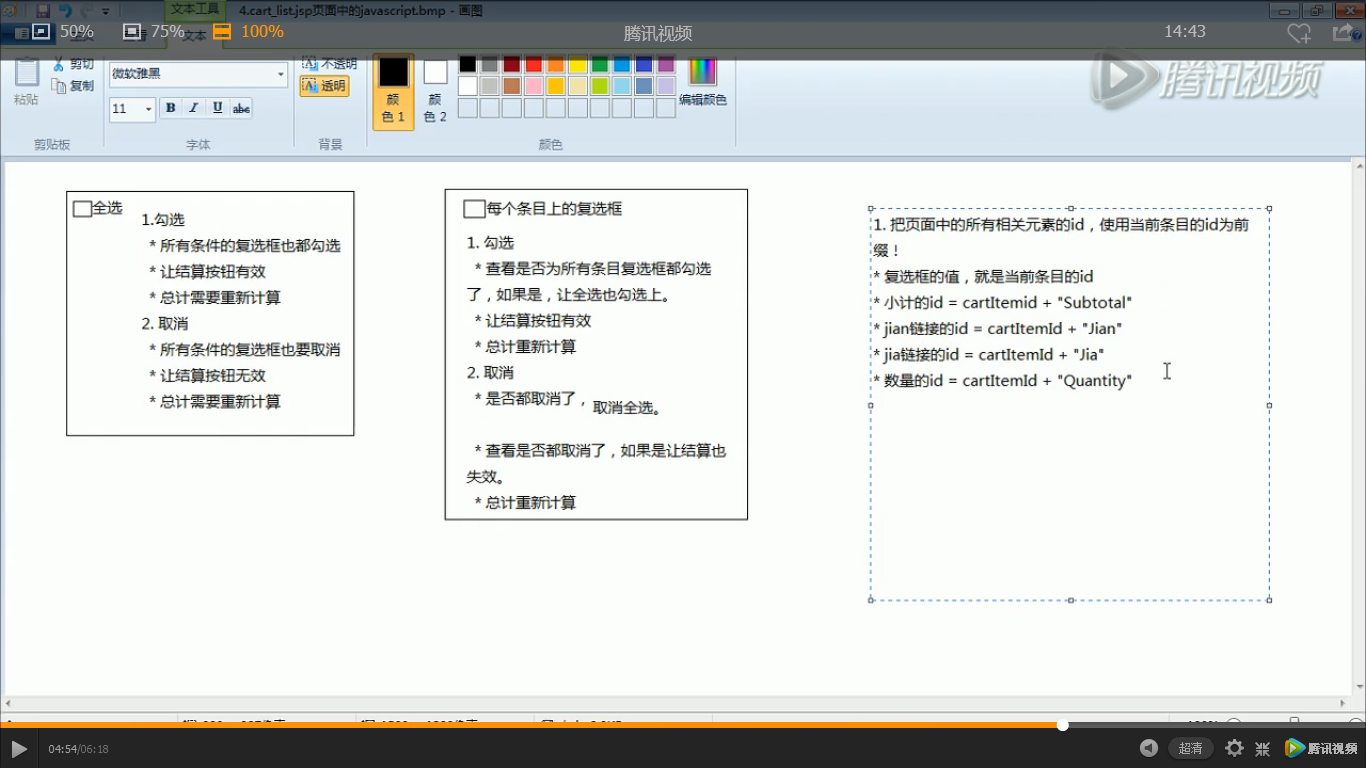 文本工具
4.cart_list.jsp页面中的javascript.bmp - 画图
50%
75%
100%
腾讯视频
14:43
文本
剪切
复制
粘贴
剪贴板
微软雅黑
11
B I U abc
字体
不透明
透明
背景
颜
色 1
颜
色 2
编辑颜色
颜色
腾讯视频
全选
1.勾选
* 所有条件的复选框也都勾选
* 让结算按钮有效
* 总计需要重新计算
2. 取消
* 所有条件的复选框也要取消
* 让结算按钮无效
* 总计需要重新计算
每个条目上的复选框
1. 勾选
* 查看是否为所有条目复选框都勾选
了，如果是，让全选也勾选上。
* 让结算按钮有效
* 总计重新计算
2. 取消
* 是否都取消了，取消全选。
* 查看是否都取消了，如果是让结算也
失效。
* 总计重新计算
1. 把页面中的所有相关元素的id，使用当前条目的id为前
缀！
* 复选框的值，就是当前条目的id
* 小计的id = cartItemid + "Subtotal"
* jian链接的id = cartItemId + "Jian"
* jia链接的id = cartItemId + "Jia"
* 数量的id = cartItemId + "Quantity"
04:54/06:18
超清
腾讯视频